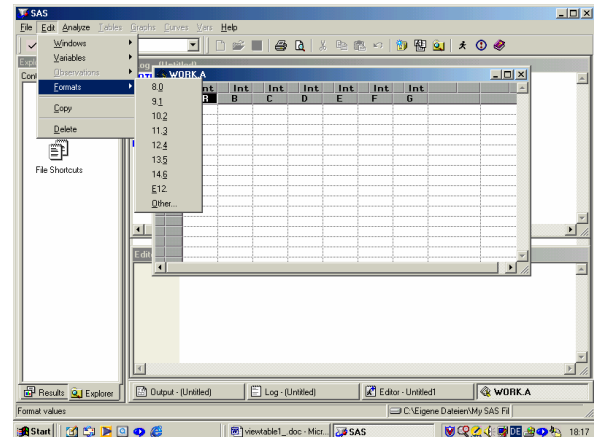 SAS
File Edit Analyze Tables Graphs Curves Vars Help
Windows
Variables
Observations
Formats
Copy
Delete
8.0
9.1
10.2
11.3
12.4
13.5
14.6
E12.
Other...
WORK.A
Int Int Int Int Int Int
B C D E F G
File Shortcuts
Results Explorer
Output - (Untitled) Log - (Untitled) Editor - Untitled1 WORK.A
Format values C:\Eigene Dateien\My SAS Fil
Start viewtable1_.doc - Micr... SAS DE 18:17